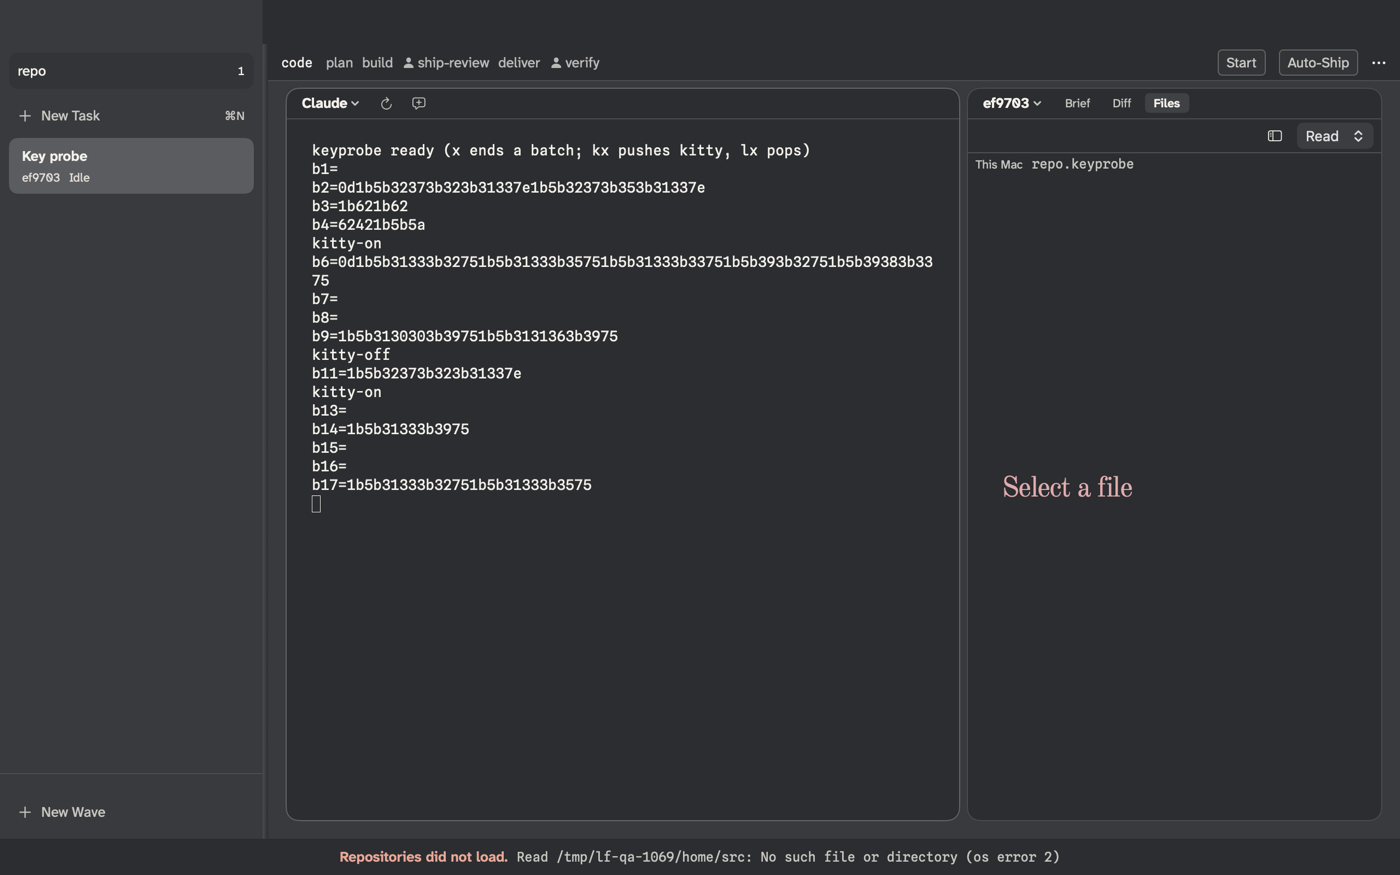 repo 1
New Task ⌘N
Key probe
ef9703 Idle
New Wave
code plan build ship-review deliver verify
Start Auto-Ship ...
Claude
keyprobe ready (x ends a batch; kx pushes kitty, lx pops)
b1=
b2=0d1b5b32373b323b31337e1b5b32373b353b31337e
b3=1b621b62
b4=62421b5b5a
kitty-on
b6=0d1b5b31333b32751b5b31333b35751b5b31333b33751b5b393b32751b5b39383b33
75
b7=
b8=
b9=1b5b3130303b39751b5b3131363b3975
kitty-off
b11=1b5b32373b323b31337e
kitty-on
b13=
b14=1b5b31333b3975
b15=
b16=
b17=1b5b31333b32751b5b31333b3575
ef9703 Brief Diff Files
Read
This Mac repo.keyprobe
Select a file
Repositories did not load. Read /tmp/lf-qa-1069/home/src: No such file or directory (os error 2)